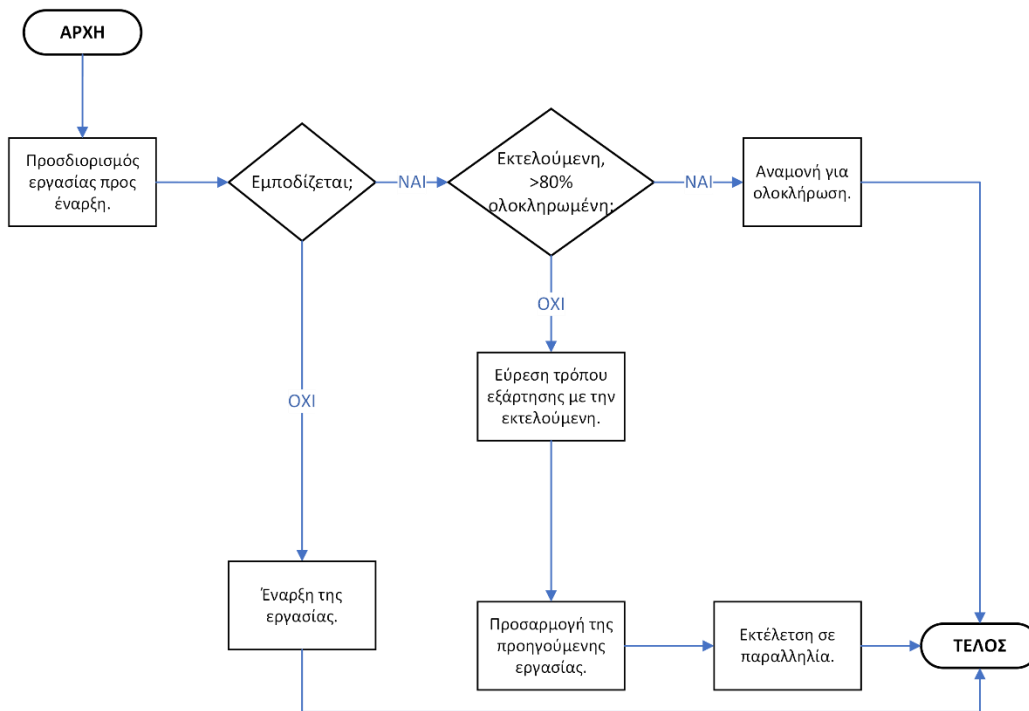 ΑΡΧΗ
Προσδιορισμός
εργασίας προς
έναρξη.
Εμποδίζεται;
ΝΑΙ
Εκτελούμενη,
>80%
ολοκληρωμένη;
ΝΑΙ
Αναμονή για
ολοκλήρωση.
ΟΧΙ
Εύρεση τρόπου
εξάρτησης με την
εκτελούμενη.
ΟΧΙ
Έναρξη της
εργασίας.
Προσαρμογή της
προηγούμενης
εργασίας.
Εκτέλετση σε
παραλληλία.
ΤΕΛΟΣ